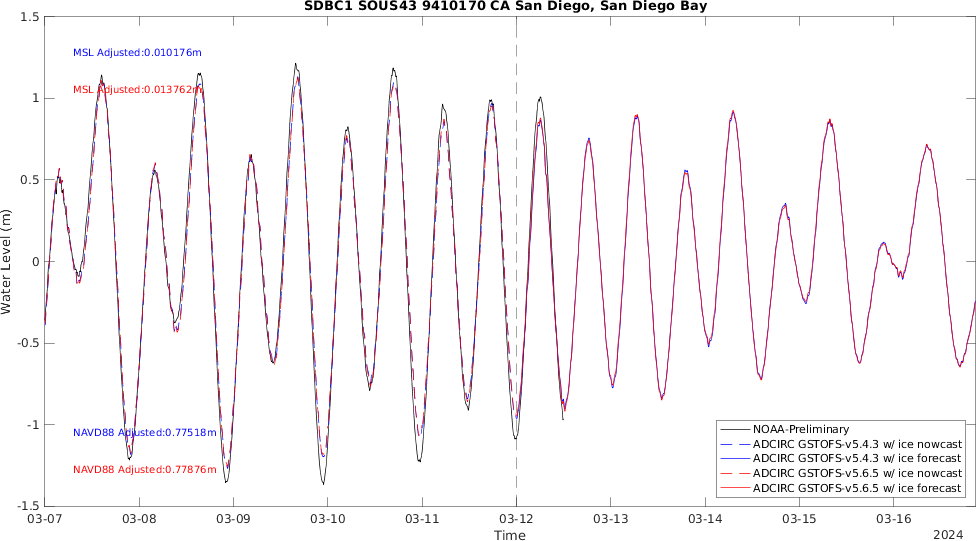 SDBC1 SOUS43 9410170 CA San Diego, San Diego Bay
1.5
1
0.5
0
-0.5
-1
-1.5
Water Level (m)
MSL Adjusted:0.010176m
MSL Adjusted:0.013762m
NAVD88 Adjusted:0.77518m
NAVD88 Adjusted:0.77876m
NOAA-Preliminary
ADCIRC GSTOFS-v5.4.3 w/ ice nowcast
ADCIRC GSTOFS-v5.4.3 w/ ice forecast
ADCIRC GSTOFS-v5.6.5 w/ ice nowcast
ADCIRC GSTOFS-v5.6.5 w/ ice forecast
03-07 03-08 03-09 03-10 03-11 03-12 03-13 03-14 03-15 03-16
Time
2024